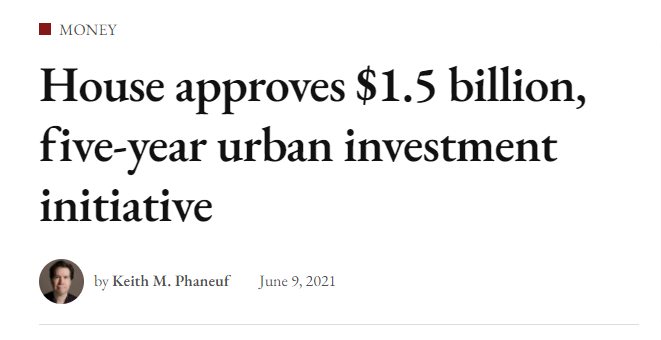 MONEY
House approves $1.5 billion,
five-year urban investment
initiative
by Keith M. Phaneuf June 9, 2021